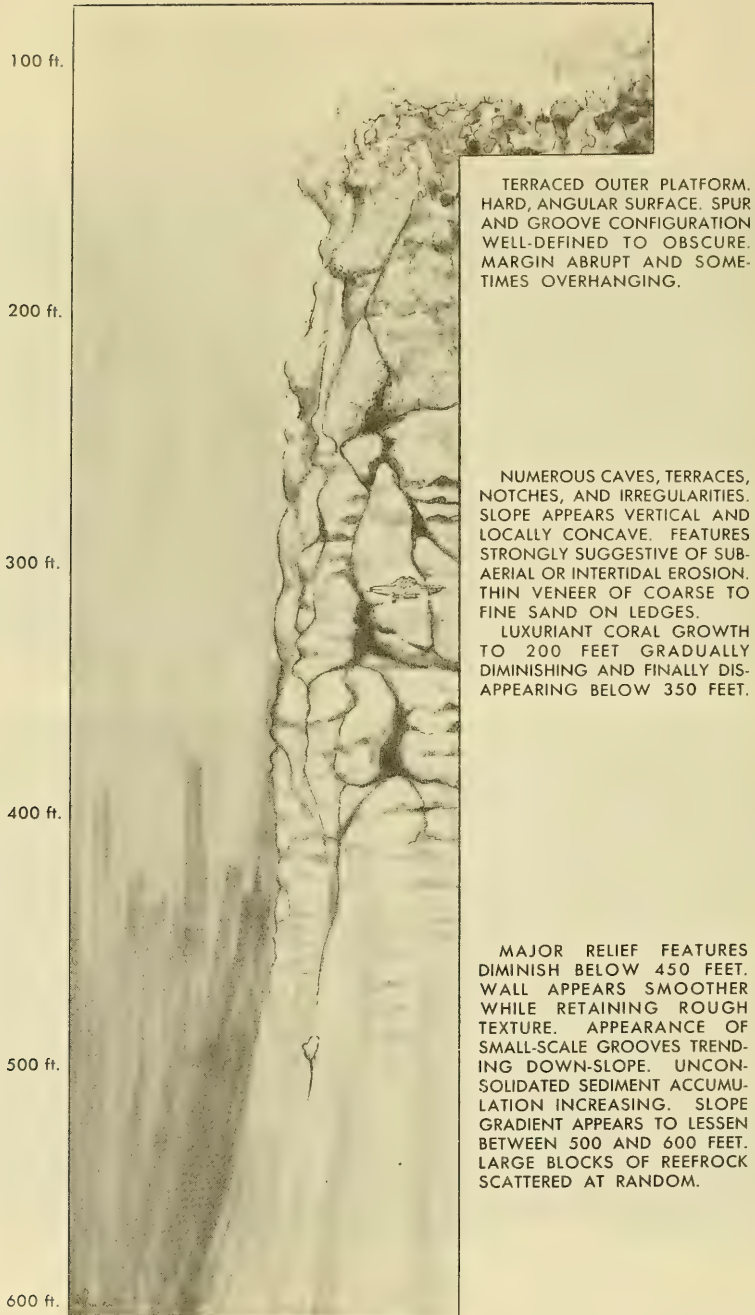 100 ft.
TERRACED OUTER PLATFORM.
HARD, ANGULAR SURFACE. SPUR
AND GROOVE CONFIGURATION
WELL-DEFINED TO OBSCURE.
MARGIN ABRUPT AND SOME-
TIMES OVERHANGING.
200 ft.
NUMEROUS CAVES, TERRACES,
NOTCHES, AND IRREGULARITIES.
SLOPE APPEARS VERTICAL AND
LOCALLY CONCAVE. FEATURES
STRONGLY SUGGESTIVE OF SUB-
AERIAL OR INTERTIDAL EROSION.
THIN VENEER OF COARSE TO
FINE SAND ON LEDGES.
LUXURIANT CORAL GROWTH
TO 200 FEET GRADUALLY
DIMINISHING AND FINALLY DIS-
APPEARING BELOW 350 FEET.
300 ft.
400 ft.
MAJOR RELIEF FEATURES
DIMINISH BELOW 450 FEET.
WALL APPEARS SMOOTHER
WHILE RETAINING ROUGH
TEXTURE. APPEARANCE OF
SMALL-SCALE GROOVES TREND-
ING DOWN-SLOPE. UNCON-
SOLIDATED SEDIMENT ACCUMU-
LATION INCREASING. SLOPE
GRADIENT APPEARS TO LESSEN
BETWEEN 500 AND 600 FEET.
LARGE BLOCKS OF REEFROCK
SCATTERED AT RANDOM.
500 ft.
600 ft.